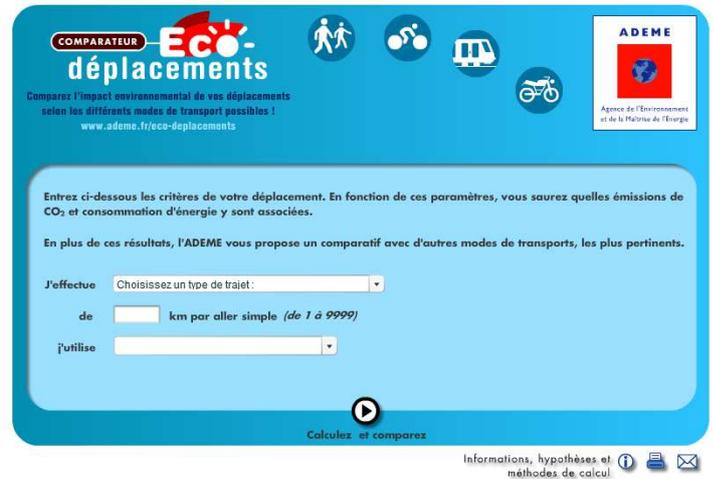 COMPARATEUR Eco-
déplacements
Comparez l'impact environnemental de vos déplacements
selon les différents modes de transport possibles !
www.ademe.fr/eco-deplacements
ADEME
Agence de l'Environnement
et de la Maîtrise de l'Energie
Entrez ci-dessous les critères de votre déplacement. En fonction de ces paramètres, vous saurez quelles émissions de
CO₂ et consommation d'énergie y sont associées.
En plus de ces résultats, l'ADEME vous propose un comparatif avec d'autres modes de transports, les plus pertinents.
J'effectue Choisissez un type de trajet :
de km par aller simple (de 1 à 9999)
j'utilise
Calculez et comparez
Informations, hypothèses et
méthodes de calcul